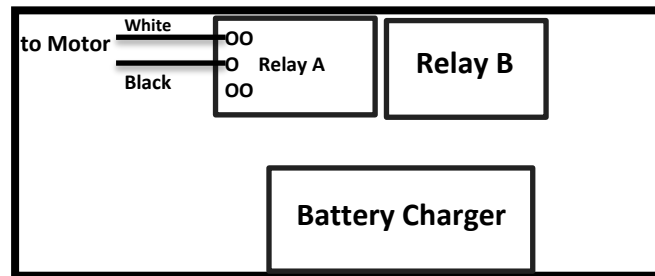 White
to Motor
Black
OO
O Relay A
OO
Relay B
Battery Charger